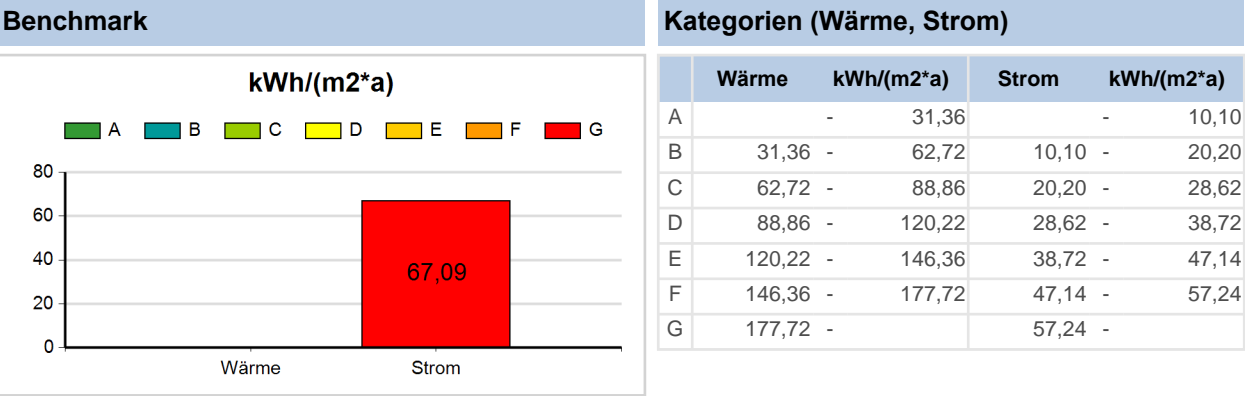 Benchmark
kWh/(m2*a)
A B C D E F G
80
60
40
20
0
67,09
Wärme Strom
Kategorien (Wärme, Strom)
Wärme kWh/(m2*a) Strom kWh/(m2*a)
A - 31,36 - 10,10
B 31,36 - 62,72 10,10 - 20,20
C 62,72 - 88,86 20,20 - 28,62
D 88,86 - 120,22 28,62 - 38,72
E 120,22 - 146,36 38,72 - 47,14
F 146,36 - 177,72 47,14 - 57,24
G 177,72 - 57,24 -